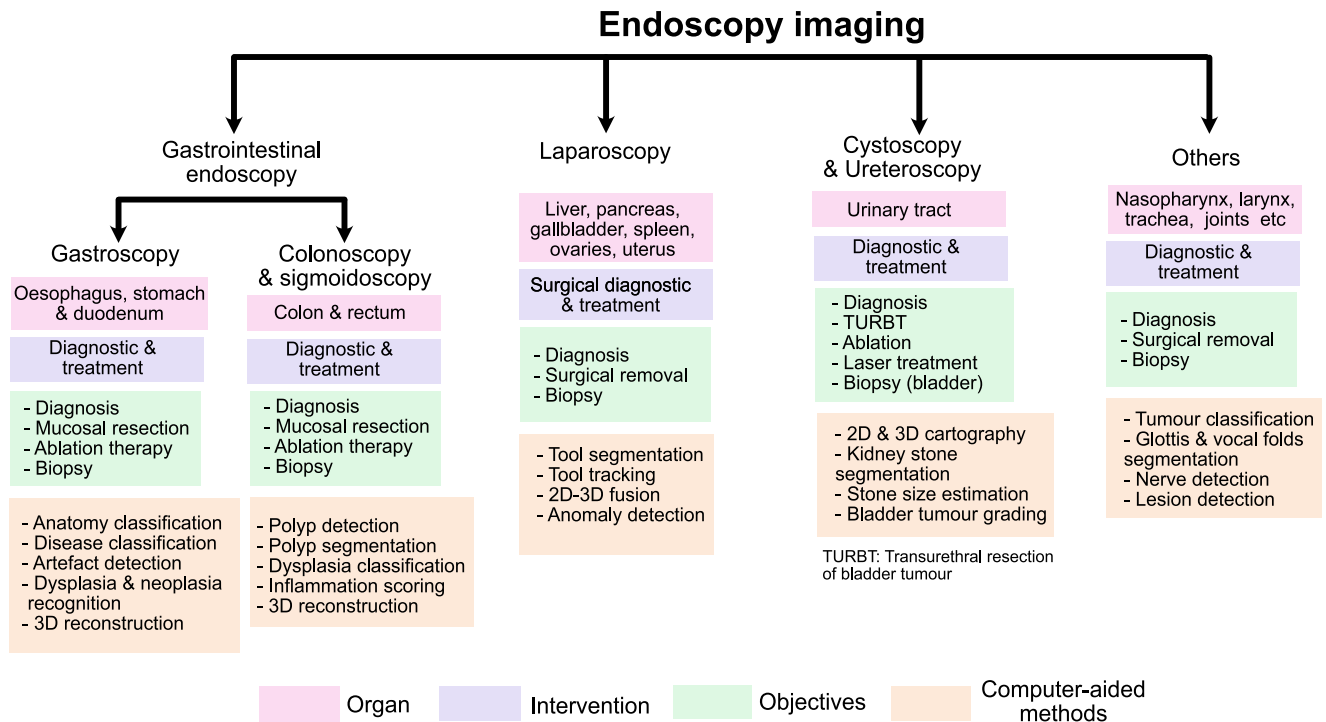 Endoscopy imaging
Gastrointestinal
endoscopy
Gastroscopy
Oesophagus, stomach
& duodenum
Diagnostic &
treatment
- Diagnosis
- Mucosal resection
- Ablation therapy
- Biopsy
- Anatomy classification
- Disease classification
- Artefact detection
- Dysplasia & neoplasia
recognition
- 3D reconstruction
Colonoscopy
& sigmoidoscopy
Colon & rectum
Diagnostic &
treatment
- Diagnosis
- Mucosal resection
- Ablation therapy
- Biopsy
- Polyp detection
- Polyp segmentation
- Dysplasia classification
- Inflammation scoring
- 3D reconstruction
Laparoscopy
Liver, pancreas,
gallbladder, spleen,
ovaries, uterus
Surgical diagnostic
& treatment
- Diagnosis
- Surgical removal
- Biopsy
- Tool segmentation
- Tool tracking
- 2D-3D fusion
- Anomaly detection
Cystoscopy
& Ureteroscopy
Urinary tract
Diagnostic &
treatment
- Diagnosis
- TURBT
- Ablation
- Laser treatment
- Biopsy (bladder)
- 2D & 3D cartography
- Kidney stone
segmentation
- Stone size estimation
- Bladder tumour grading
TURBT: Transurethral resection
of bladder tumour
Others
Nasopharynx, larynx,
trachea, joints etc
Diagnostic &
treatment
- Diagnosis
- Surgical removal
- Biopsy
- Tumour classification
- Glottis & vocal folds
segmentation
- Nerve detection
- Lesion detection
Organ
Intervention
Objectives
Computer-aided
methods